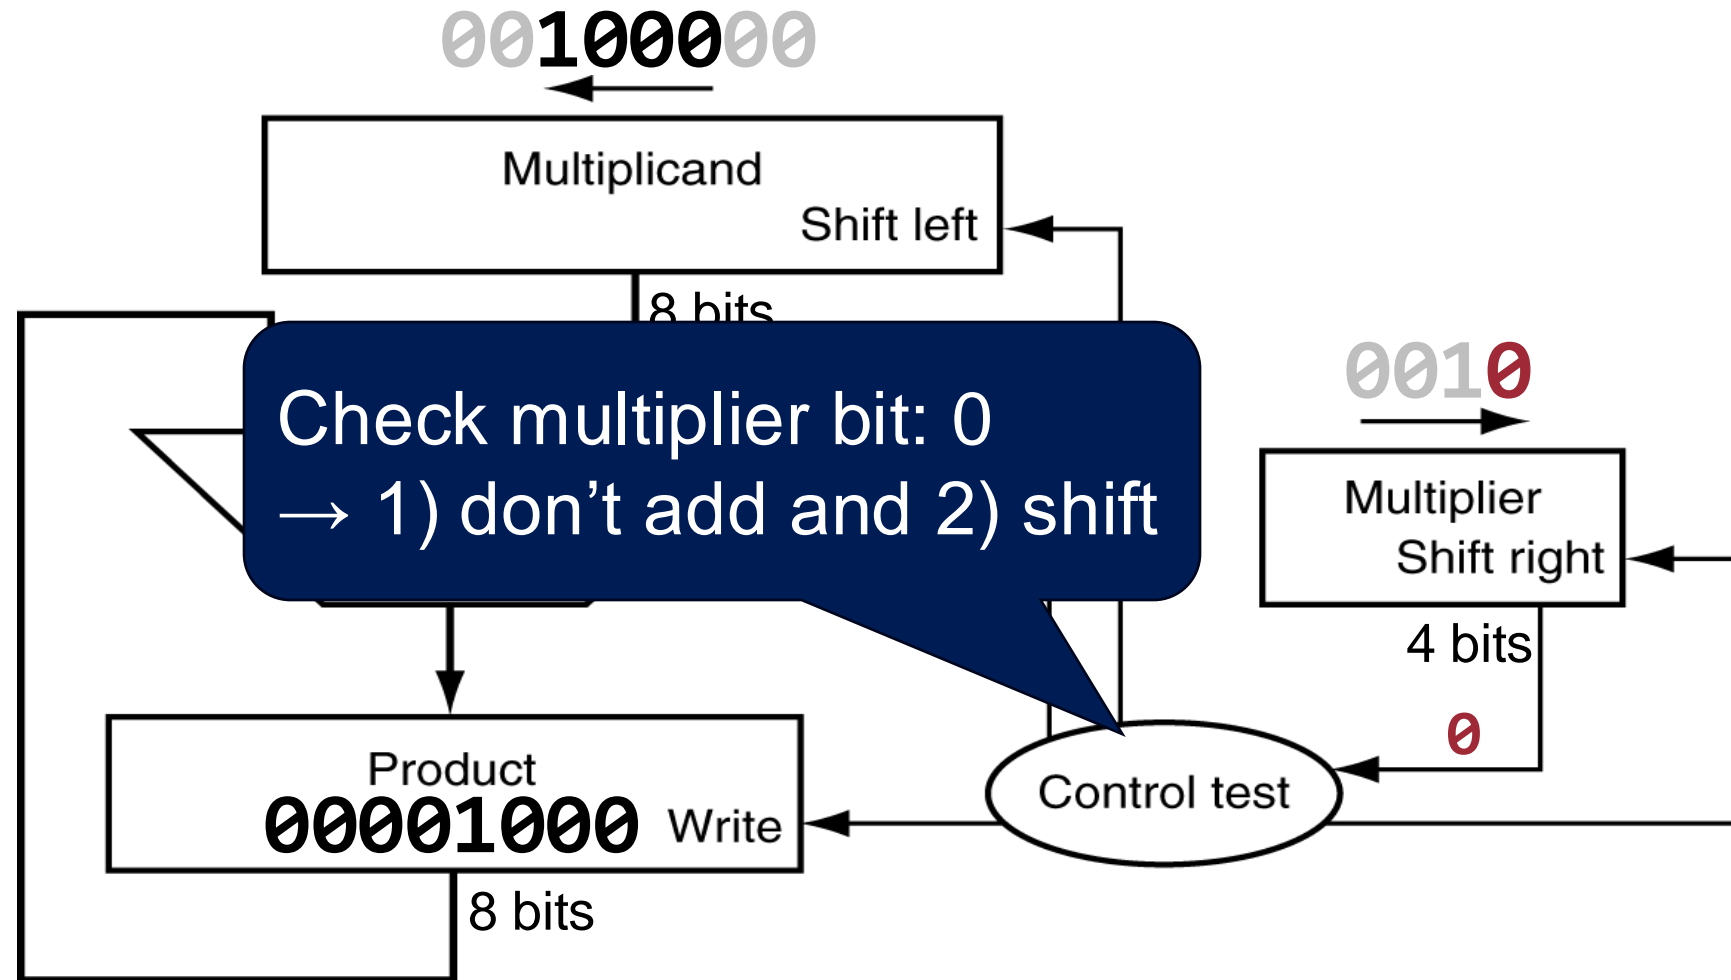 00100000
Multiplicand
Shift left
8 bits
Check multiplier bit: 0
→ 1) don’t add and 2) shift
0010
Multiplier
Shift right
4 bits
0
Product
00001000 Write
Control test
8 bits